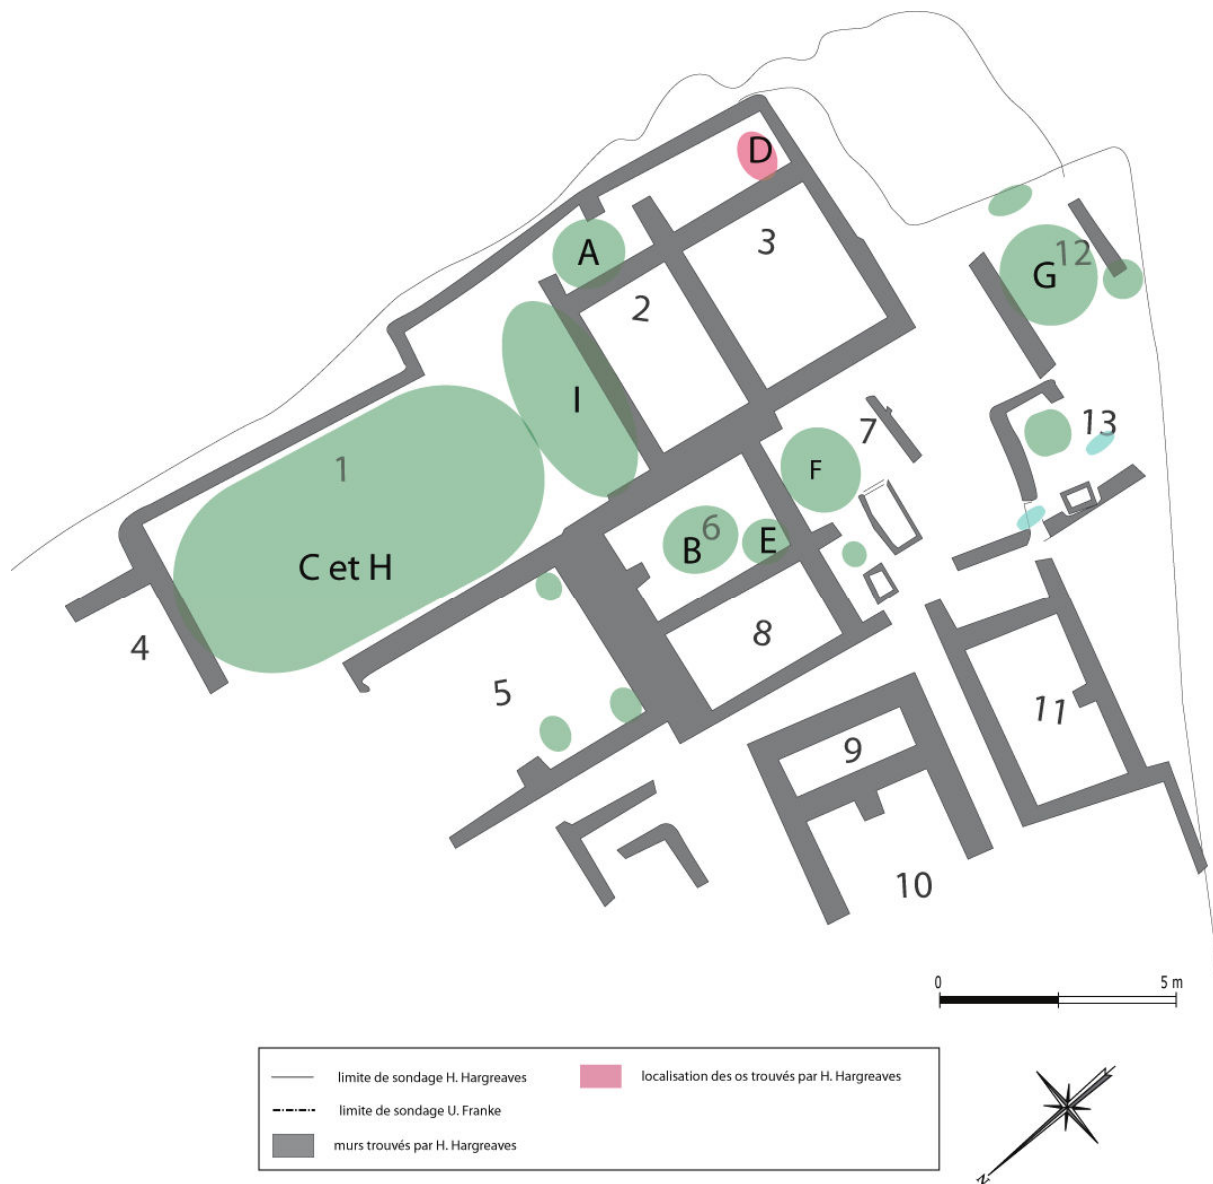 D
A
3
2
12
G
I
1
7
13
F
6
B
E
C et H
8
4
5
11
9
10
0
5 m
limite de sondage H. Hargreaves
localisation des os trouvés par H. Hargreaves
limite de sondage U. Franke
murs trouvés par H. Hargreaves
N